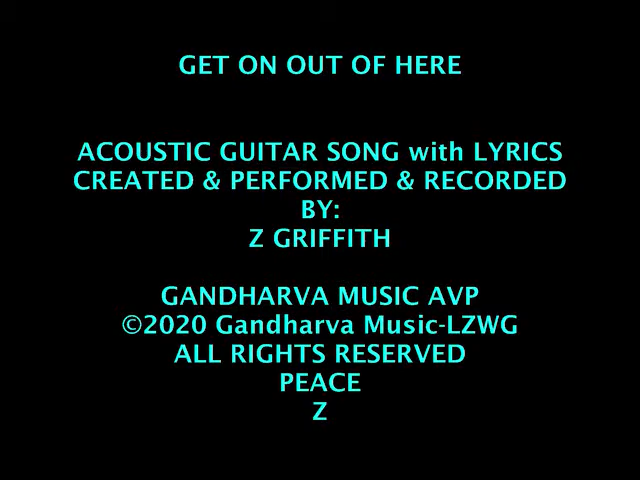 GET ON OUT OF HERE
ACOUSTIC GUITAR SONG with LYRICS
CREATED & PERFORMED & RECORDED
BY:
Z GRIFFITH
GANDHARVA MUSIC AVP
©2020 Gandharva Music-LZWG
ALL RIGHTS RESERVED
PEACE
Z